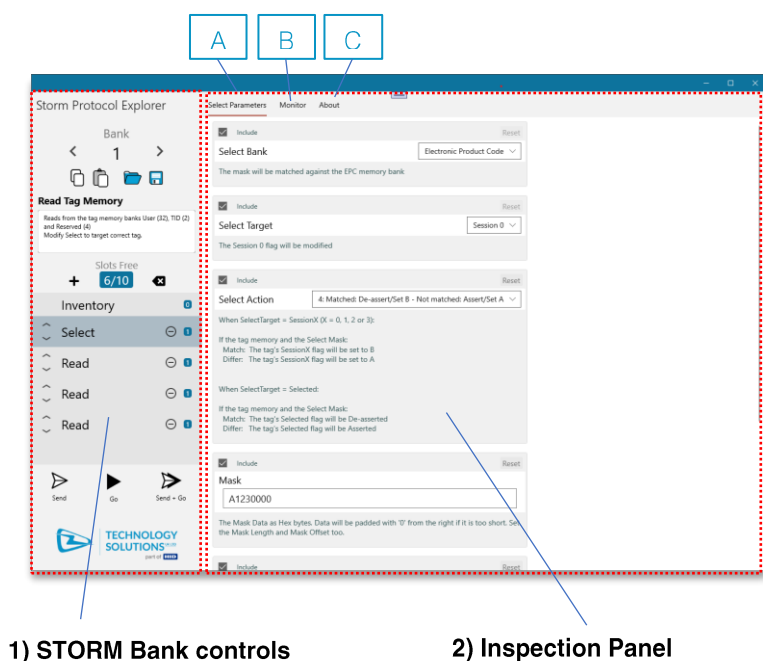 A B C
Storm Protocol Explorer
Bank
1
Read Tag Memory
Reads from the tag memory banks User (32), TID (2)
and Reserved (4)
Modify Select to target correct tag.
Slots Free
6/10
Inventory 0
Select 1
Read 1
Read 1
Read 1
Send Go Send + Go
TECHNOLOGY
SOLUTIONS
part of HID
Select Parameters Monitor About
Include Reset
Select Bank Electronic Product Code
The mask will be matched against the EPC memory bank
Include Reset
Select Target Session 0
The Session 0 flag will be modified
Include Reset
Select Action 4: Matched: De-assert/Set B - Not matched: Assert/Set A
When SelectTarget = SessionX (X = 0, 1, 2 or 3):
If the tag memory and the Select Mask:
Match: The tag's SessionX flag will be set to B
Differ: The tag's SessionX flag will be set to A
When SelectTarget = Selected:
If the tag memory and the Select Mask:
Match: The tag's Selected flag will be De-asserted
Differ: The tag's Selected flag will be Asserted
Include Reset
Mask
A1230000
The Mask Data as Hex bytes. Data will be padded with '0' from the right if it is too short. Set
the Mask Length and Mask Offset too.
Include Reset
1) STORM Bank controls
2) Inspection Panel